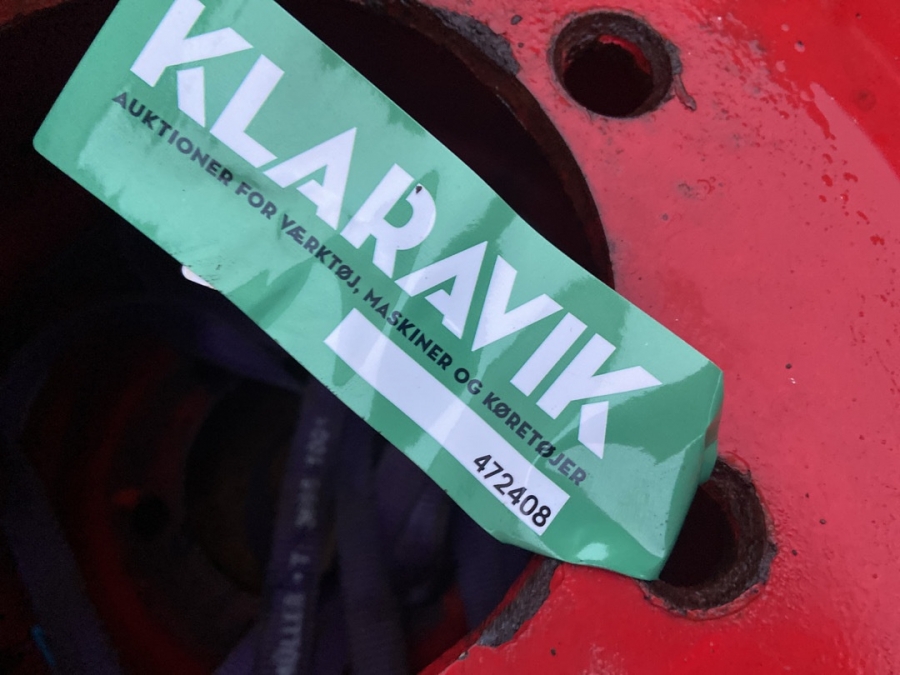 KLARAVIK
AUKTIONER FOR VÆRKTØJ, MASKINER OG KØRETØJER
472408